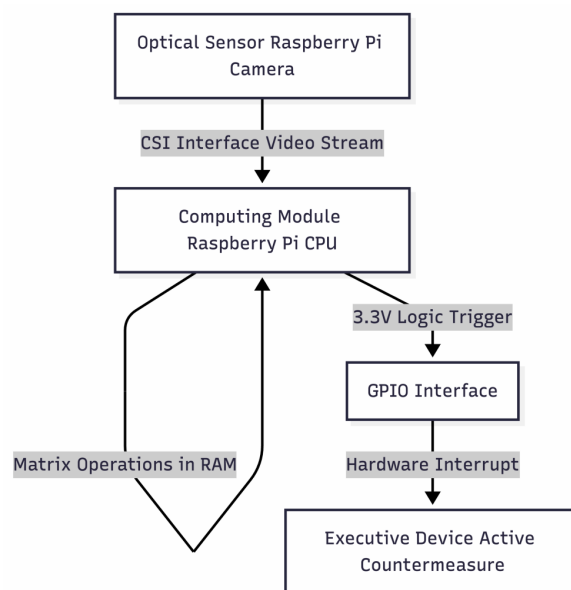 Optical Sensor Raspberry Pi
Camera
CSI Interface Video Stream
Computing Module
Raspberry Pi CPU
3.3V Logic Trigger
GPIO Interface
Matrix Operations in RAM
Hardware Interrupt
Executive Device Active
Countermeasure